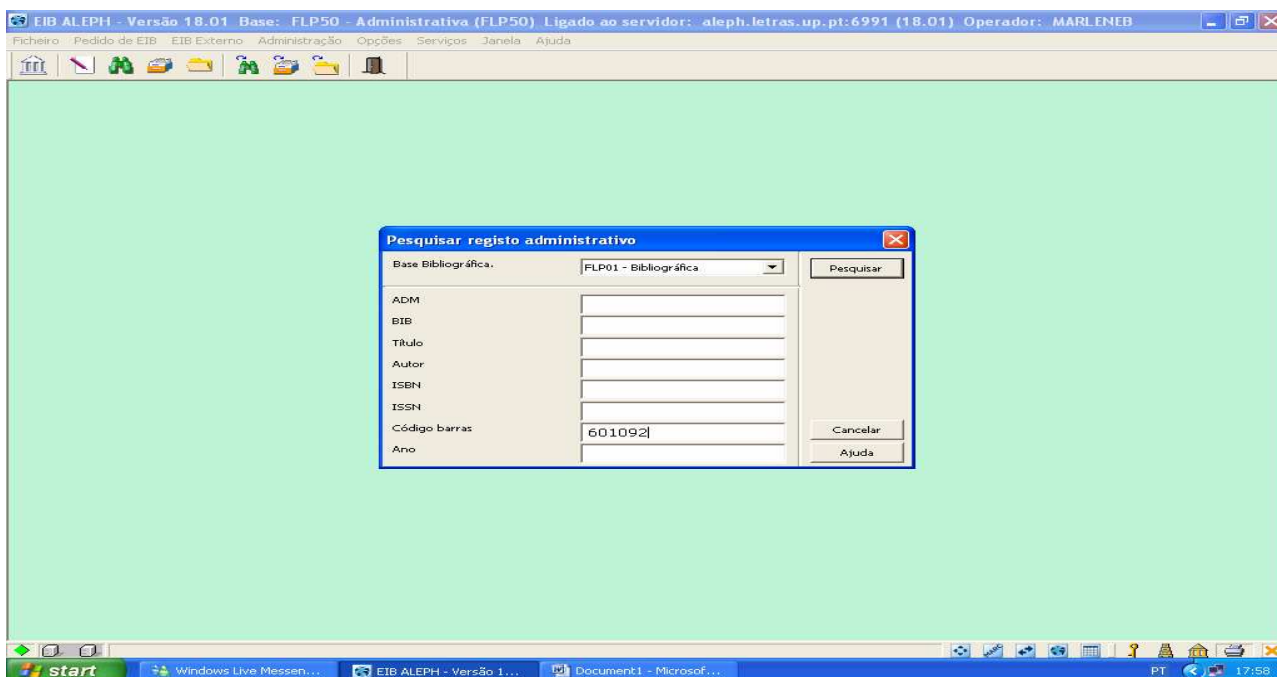 EIB ALEPH - Versão 18.01 Base: FLP50 - Administrativa (FLP50) Ligado ao servidor: aleph.letras.up.pt:6991 (18.01) Operador: MARLENEB
Ficheiro Pedido de EIB EIB Externo Administração Opções Serviços Janela Ajuda
Pesquisar registo administrativo
Base Bibliográfica. FLP01 - Bibliográfica Pesquisar
ADM
BIB
Título
Autor
ISBN
ISSN
Código barras 601092 Cancelar
Ano Ajuda
start Windows Live Messen... EIB ALEPH - Versão 1... Document1 - Microsof... PT 17:58